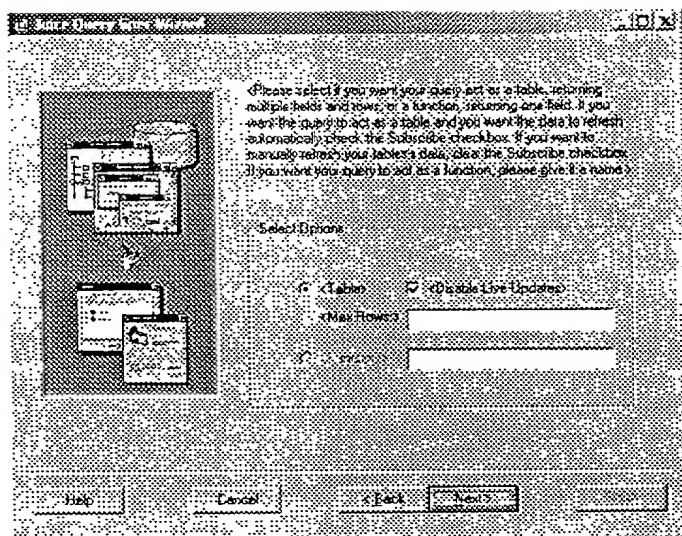 Query Wizard
<Please select if you want your query act as a table, returning
multiple fields and rows, or a function, returning one field. If you
want the query to act as a table and you want the data to refresh
automatically check the Subscribe checkbox. If you want to
manually refresh your table's data, clear the Subscribe checkbox.
If you want your query to act as a function, please give it a name>
Select Options
<Table> <Disable Live Updates>
<Max Rows:>
Help Cancel < Back Next >